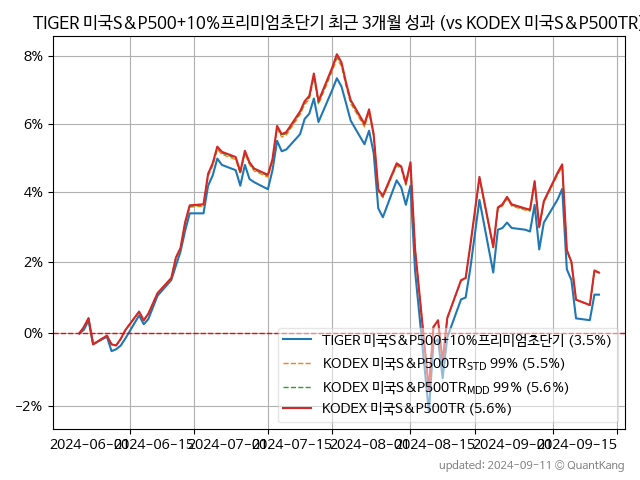 TIGER 미국S&P500+10%프리미엄초단기 최근 3개월 성과 (vs KODEX 미국S&P500TR)
8%
6%
4%
2%
0%
−2%
TIGER 미국S&P500+10%프리미엄초단기 (3.5%)
KODEX 미국S&P500TR_STD 99% (5.5%)
KODEX 미국S&P500TR_MDD 99% (5.6%)
KODEX 미국S&P500TR (5.6%)
2024-06-01 2024-06-15 2024-07-01 2024-07-15 2024-08-01 2024-08-15 2024-09-01 2024-09-15
updated: 2024-09-11 © QuantKang